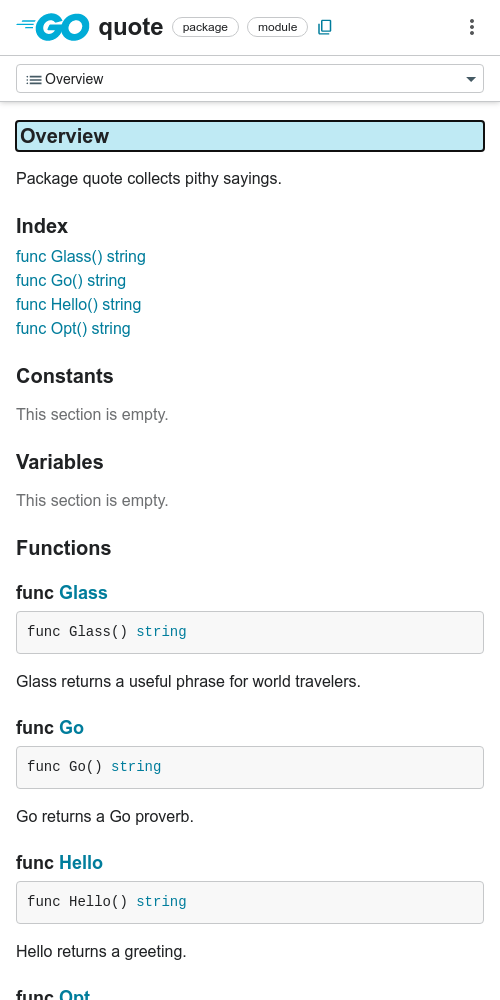 GO quote package module
Overview
Overview
Package quote collects pithy sayings.
Index
func Glass() string
func Go() string
func Hello() string
func Opt() string
Constants
This section is empty.
Variables
This section is empty.
Functions
func Glass
func Glass() string
Glass returns a useful phrase for world travelers.
func Go
func Go() string
Go returns a Go proverb.
func Hello
func Hello() string
Hello returns a greeting.
func Opt